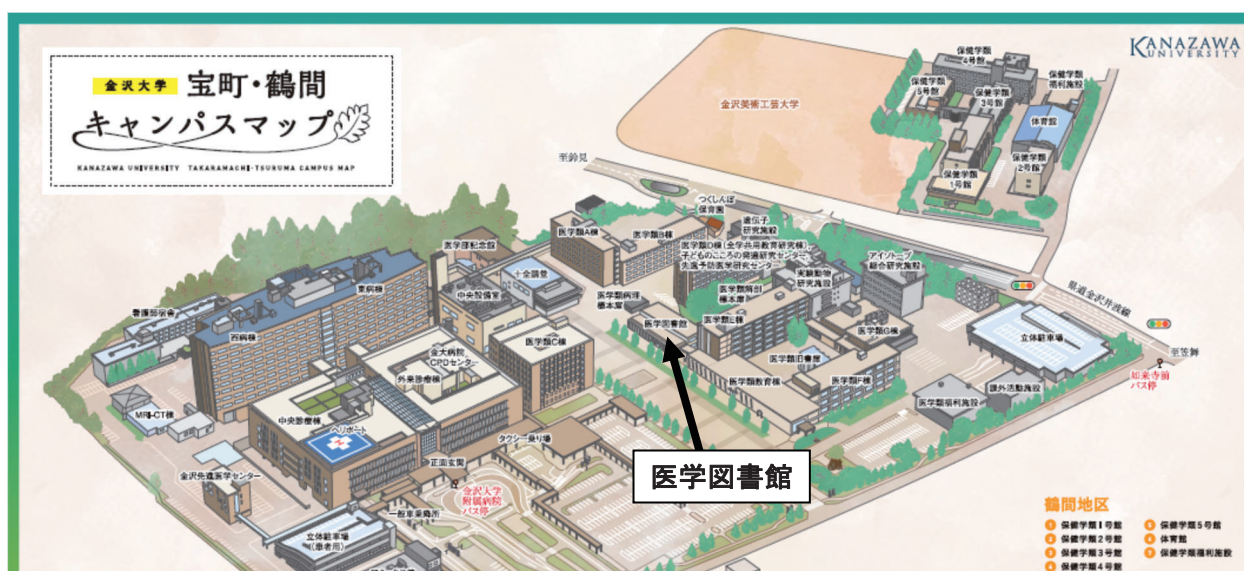 金沢大学 宝町・鶴間
キャンパスマップ
KANAZAWA UNIVERSITY TAKARAMACHI-TSURUMA CAMPUS MAP
KANAZAWA
UNIVERSITY
金沢美術工芸大学
保健学類
4号館
保健学類
5号館
保健学類
3号館
保健学類
福利施設
体育館
保健学類
2号館
保健学類
1号館
至鈴見
つくしんぼ
保育園
遺伝子
研究施設
医学類A棟
医学類B棟
医学類D棟(全学共用教育研究棟)、
子どものこころの発達研究センター、
先進予防医学研究センター
アイソトープ
総合研究施設
実験動物
研究施設
医学部記念館
十全講堂
中央設備室
医学類病理
標本庫
医学類解剖
標本庫
医学図書館
医学類E棟
医学類G棟
県道金沢井波線
至笠舞
如来寺前
バス停
立体駐車場
東病棟
西病棟
看護師宿舎
金大病院
CPDセンター
外来診療棟
医学類C棟
医学類旧書館
医学類教育棟
医学類F棟
課外活動施設
医学類福利施設
MRI-CT棟
中央診療棟
ヘリポート
タクシー乗り場
正面玄関
金沢先進医学センター
金沢大学
附属病院
バス停
一般車乗降所
立体駐車場
(患者用)
医学図書館
鶴間地区
1 保健学類1号館
2 保健学類2号館
3 保健学類3号館
4 保健学類4号館
5 保健学類5号館
6 体育館
7 保健学類福利施設